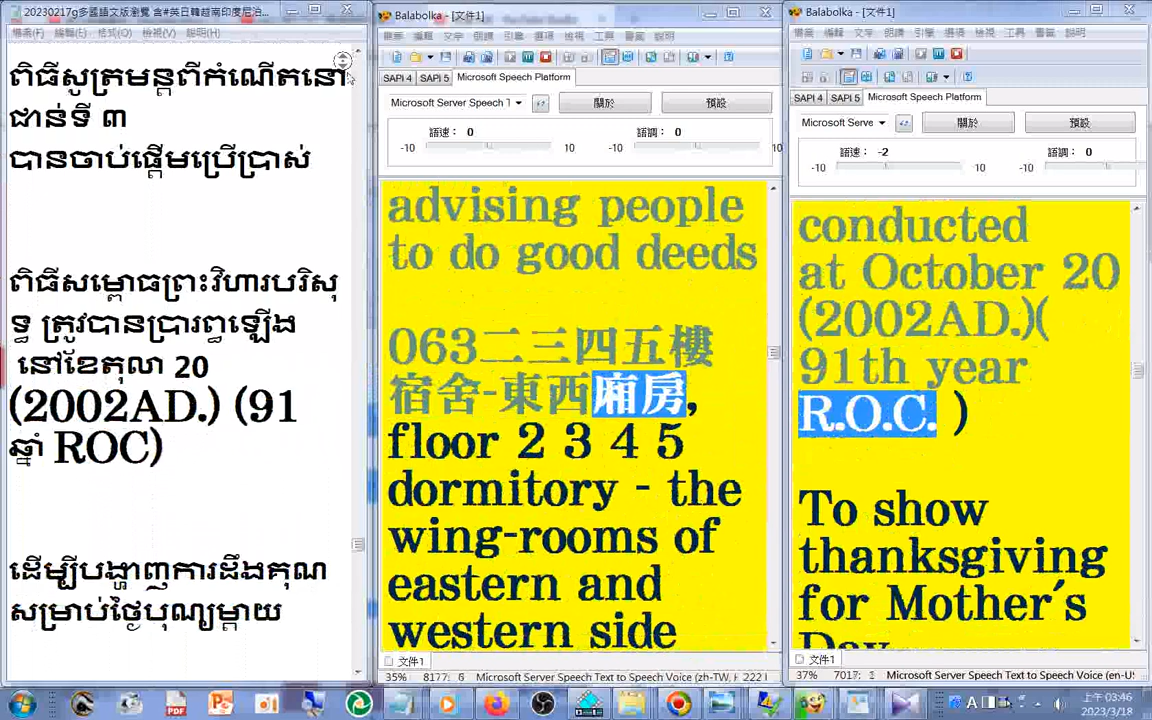 20230217g多國語文版瀏覽 含#英日韓越南印度尼泊...
檔案(F) 編輯(E) 格式(O) 檢視(V) 說明(H)
ពិធីសូត្រមន្តពីកំណើតនៅ
ជាន់ទី ៣
បានចាប់ផ្តើមប្រើប្រាស់
ពិធីសម្ពោធព្រះវិហារបរិសុ
ទ្ធ ត្រូវបានប្រារព្ធឡើង
នៅខែតុលា 20
(2002AD.) (91
ឆ្នាំ ROC)
ដើម្បីបង្ហាញការដឹងគុណ
សម្រាប់ថ្ងៃបុណ្យម្តាយ
Balabolka - [文件1]
SAPI 4 SAPI 5 Microsoft Speech Platform
Microsoft Server Speech T 關於 預設
語速： 0 語調： 0
-10 10 -10 10
advising people
to do good deeds
063二三四五樓
宿舍-東西廂房,
floor 2 3 4 5
dormitory - the
wing-rooms of
eastern and
western side
文件1
35% 8177: 6 Microsoft Server Speech Text to Speech Voice (zh-TW, 222 l
Balabolka - [文件1]
SAPI 4 SAPI 5 Microsoft Speech Platform
Microsoft Serve 關於 預設
語速： -2 語調： 0
-10 10 -10
conducted
at October 20
(2002AD.)(
91th year
R.O.C. )
To show
thanksgiving
for Mother's
Day
文件1
37% 7017: 1 Microsoft Server Speech Text to Speech Voice (en-U
上午 03:46
2023/3/18